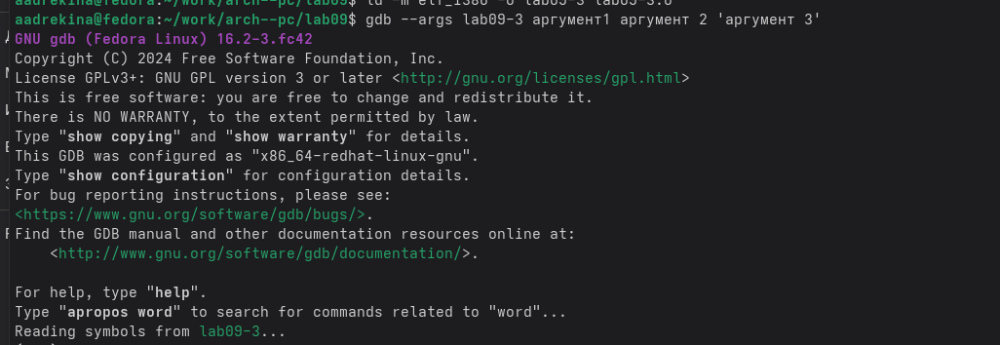 aadrekina@fedora:~/work/arch--pc/lab09$ ld -m elf_i386 -o lab09-3 lab09-3.o
aadrekina@fedora:~/work/arch--pc/lab09$ gdb --args lab09-3 аргумент1 аргумент 2 'аргумент 3'
GNU gdb (Fedora Linux) 16.2-3.fc42
Copyright (C) 2024 Free Software Foundation, Inc.
License GPLv3+: GNU GPL version 3 or later <http://gnu.org/licenses/gpl.html>
This is free software: you are free to change and redistribute it.
There is NO WARRANTY, to the extent permitted by law.
Type "show copying" and "show warranty" for details.
This GDB was configured as "x86_64-redhat-linux-gnu".
Type "show configuration" for configuration details.
For bug reporting instructions, please see:
<https://www.gnu.org/software/gdb/bugs/>.
Find the GDB manual and other documentation resources online at:
<http://www.gnu.org/software/gdb/documentation/>.
For help, type "help".
Type "apropos word" to search for commands related to "word"...
Reading symbols from lab09-3...